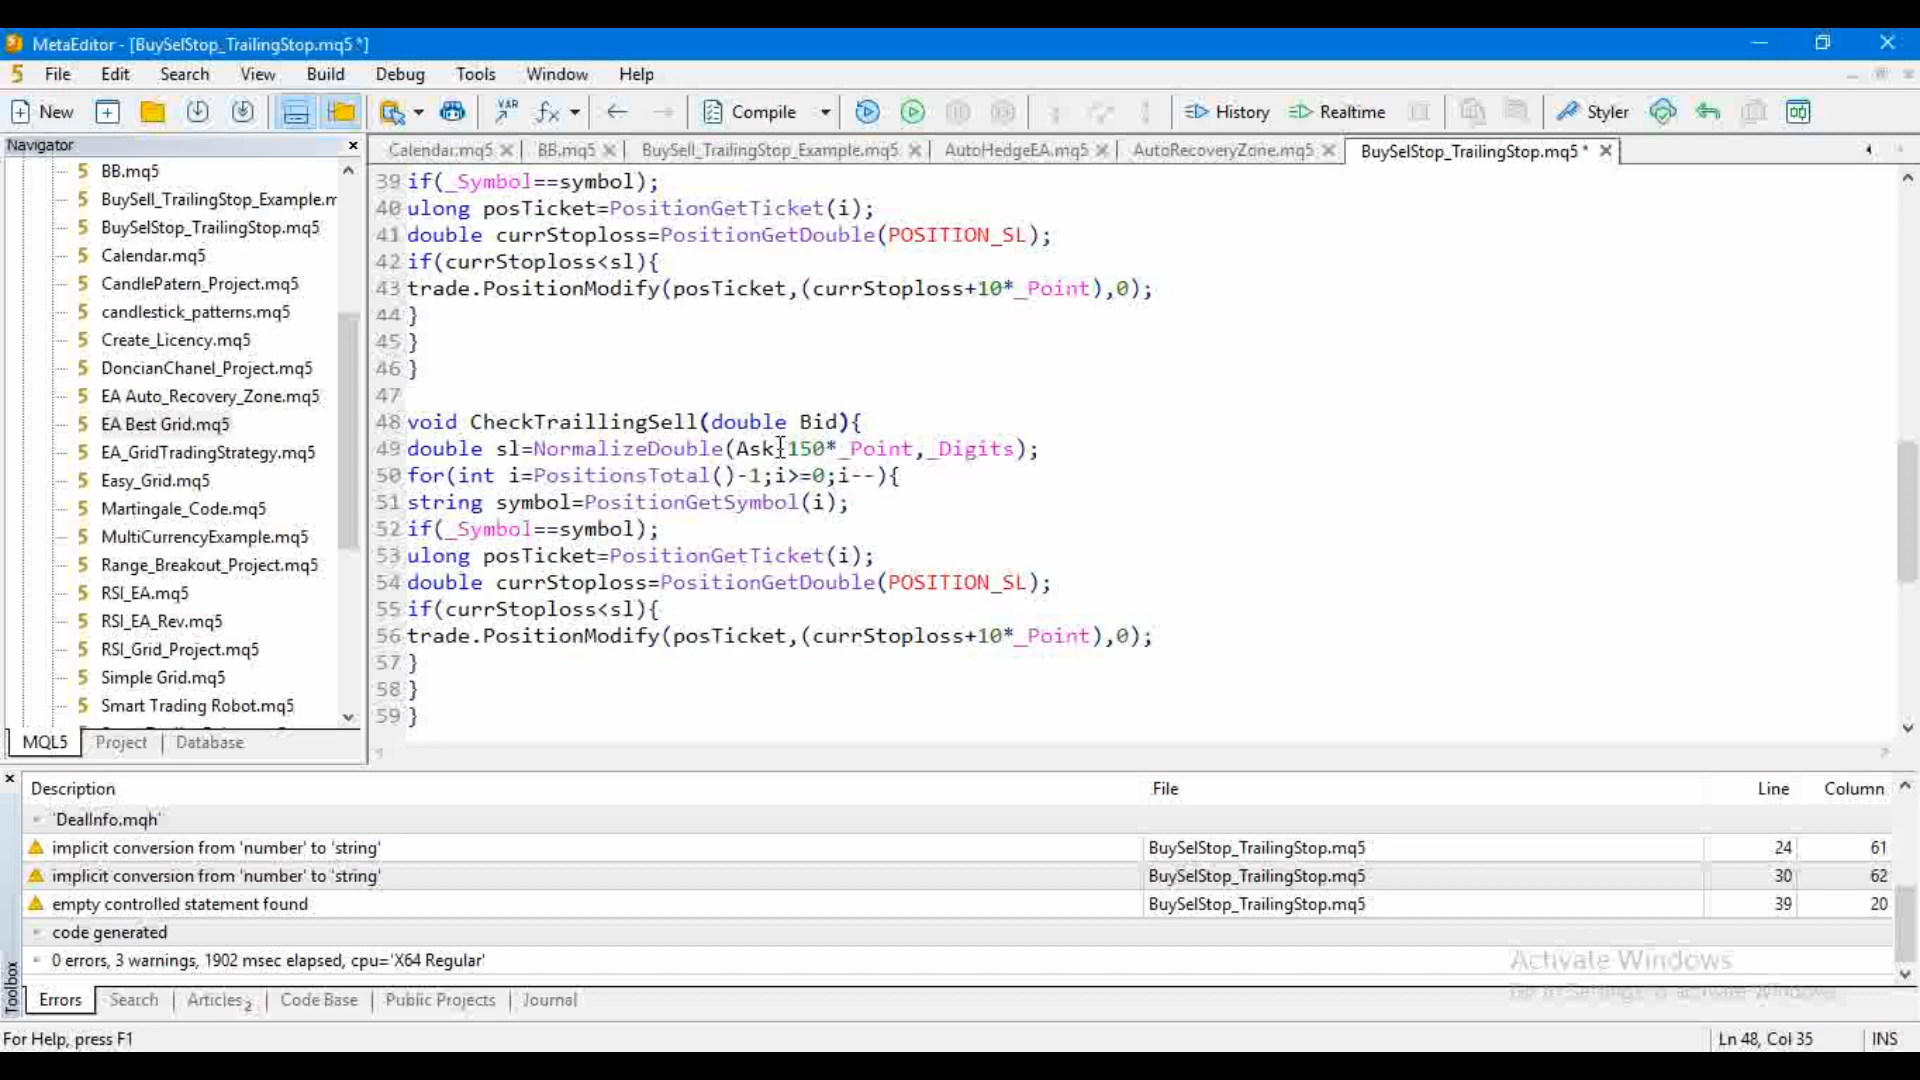 MetaEditor - [BuySelStop_TrailingStop.mq5 *]
File Edit Search View Build Debug Tools Window Help
New VAR Compile History Realtime Styler
Navigator
Calendar.mq5 BB.mq5 BuySell_TrailingStop_Example.mq5 AutoHedgeEA.mq5 AutoRecoveryZone.mq5 BuySelStop_TrailingStop.mq5 *
BB.mq5
BuySell_TrailingStop_Example.m
BuySelStop_TrailingStop.mq5
Calendar.mq5
CandlePatern_Project.mq5
candlestick_patterns.mq5
Create_Licency.mq5
DoncianChanel_Project.mq5
EA Auto_Recovery_Zone.mq5
EA Best Grid.mq5
EA_GridTradingStrategy.mq5
Easy_Grid.mq5
Martingale_Code.mq5
MultiCurrencyExample.mq5
Range_Breakout_Project.mq5
RSI_EA.mq5
RSI_EA_Rev.mq5
RSI_Grid_Project.mq5
Simple Grid.mq5
Smart Trading Robot.mq5
MQL5 Project Database
39 if(_Symbol==symbol);
40 ulong posTicket=PositionGetTicket(i);
41 double currStoploss=PositionGetDouble(POSITION_SL);
42 if(currStoploss<sl){
43 trade.PositionModify(posTicket,(currStoploss+10*_Point),0);
44 }
45 }
46 }
47
48 void CheckTraillingSell(double Bid){
49 double sl=NormalizeDouble(Ask-150*_Point,_Digits);
50 for(int i=PositionsTotal()-1;i>=0;i--){
51 string symbol=PositionGetSymbol(i);
52 if(_Symbol==symbol);
53 ulong posTicket=PositionGetTicket(i);
54 double currStoploss=PositionGetDouble(POSITION_SL);
55 if(currStoploss<sl){
56 trade.PositionModify(posTicket,(currStoploss+10*_Point),0);
57 }
58 }
59 }
Description File Line Column
'DealInfo.mqh'
implicit conversion from 'number' to 'string' BuySelStop_TrailingStop.mq5 24 61
implicit conversion from 'number' to 'string' BuySelStop_TrailingStop.mq5 30 62
empty controlled statement found BuySelStop_TrailingStop.mq5 39 20
code generated
0 errors, 3 warnings, 1902 msec elapsed, cpu='X64 Regular'
Activate Windows
Toolbox
Errors Search Articles 2 Code Base Public Projects Journal
For Help, press F1 Ln 48, Col 35 INS